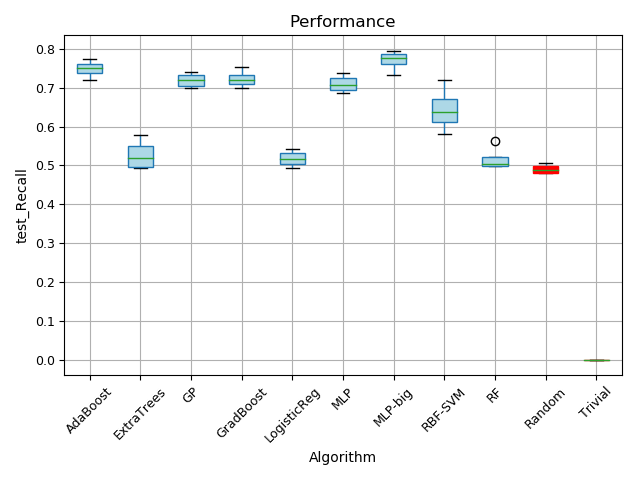 Performance
test_Recall
0.8
0.7
0.6
0.5
0.4
0.3
0.2
0.1
0.0
AdaBoost
ExtraTrees
GP
GradBoost
LogisticReg
MLP
MLP-big
RBF-SVM
RF
Random
Trivial
Algorithm